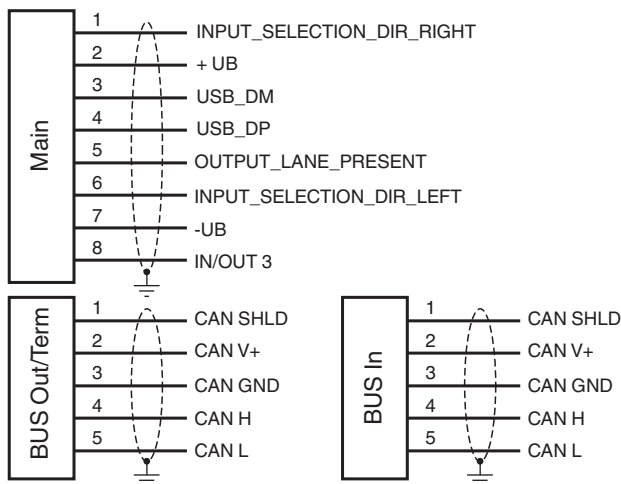 Main
1 INPUT_SELECTION_DIR_RIGHT
2 + UB
3 USB_DM
4 USB_DP
5 OUTPUT_LANE_PRESENT
6 INPUT_SELECTION_DIR_LEFT
7 -UB
8 IN/OUT 3
BUS Out/Term
1 CAN SHLD
2 CAN V+
3 CAN GND
4 CAN H
5 CAN L
BUS In
1 CAN SHLD
2 CAN V+
3 CAN GND
4 CAN H
5 CAN L